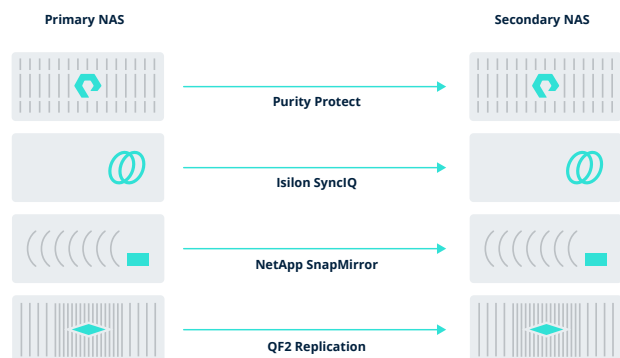 Primary NAS
Secondary NAS
Purity Protect
Isilon SyncIQ
NetApp SnapMirror
QF2 Replication